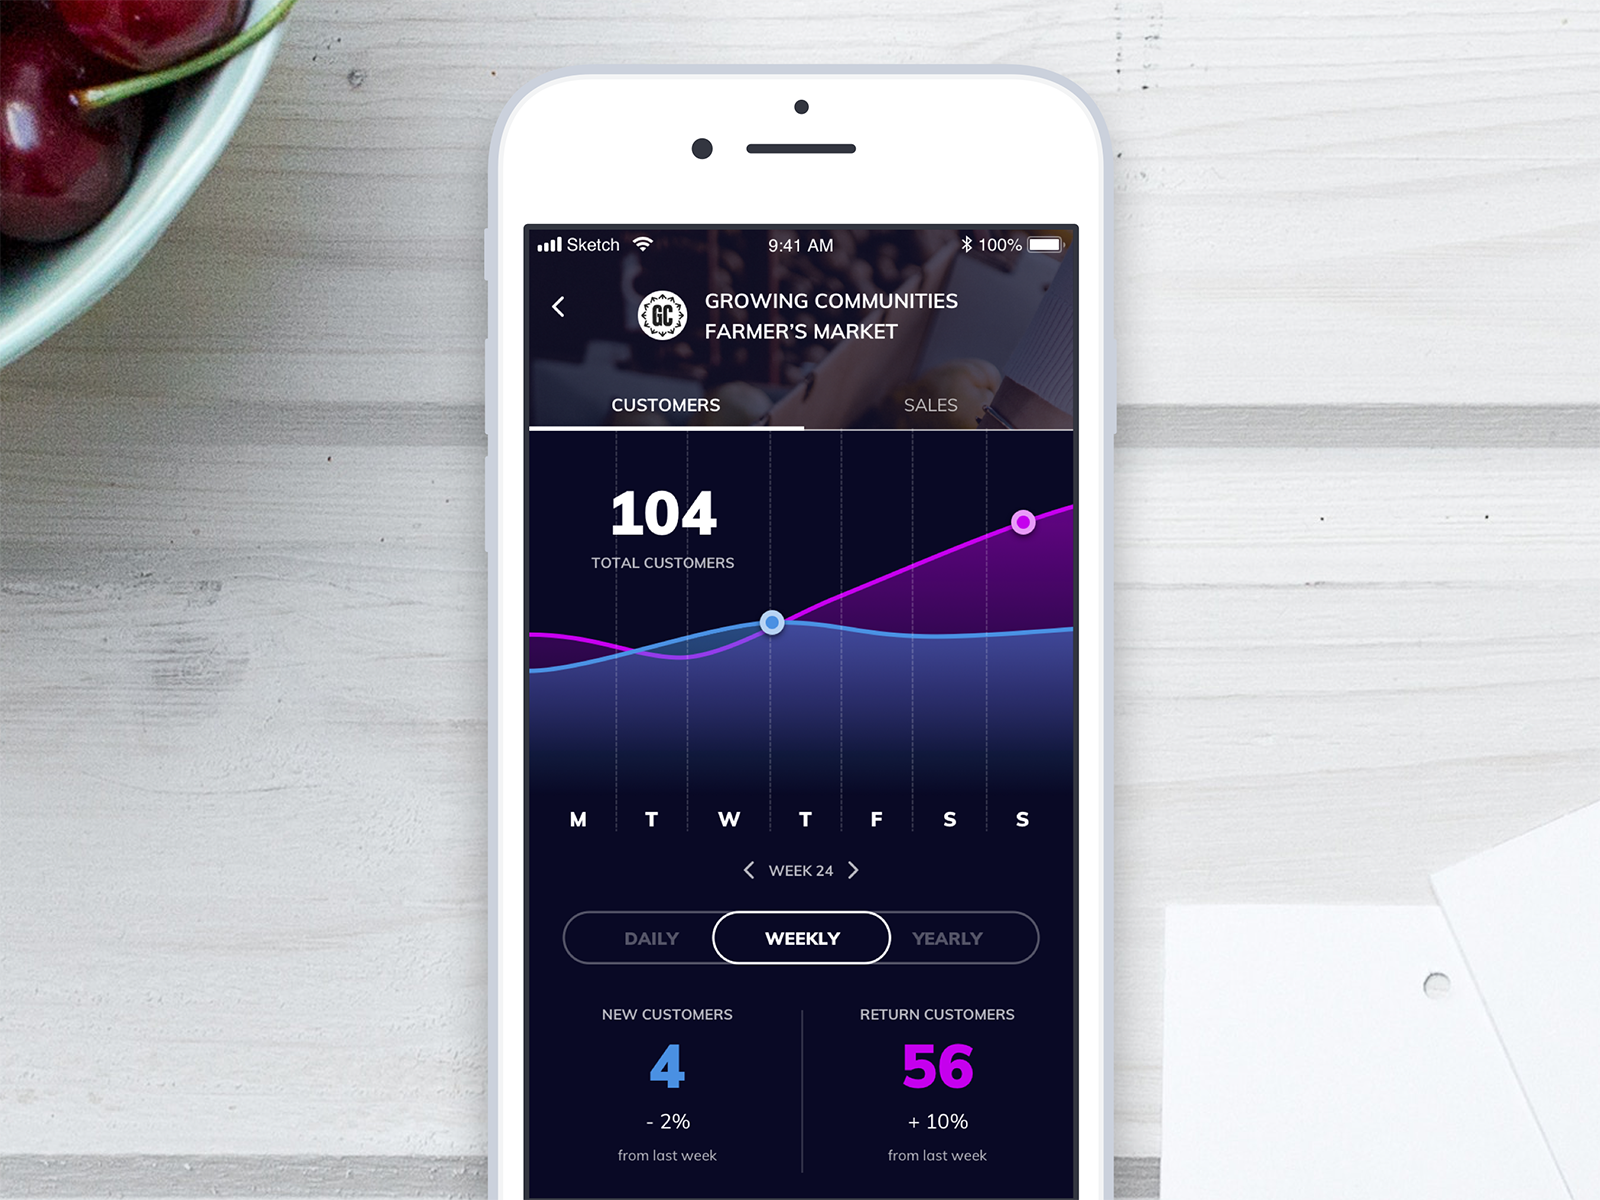 Sketch 9:41 AM 100%
GC
GROWING COMMUNITIES
FARMER’S MARKET
CUSTOMERS SALES
104
TOTAL CUSTOMERS
M T W T F S S
WEEK 24
DAILY WEEKLY YEARLY
NEW CUSTOMERS RETURN CUSTOMERS
4 56
- 2% + 10%
from last week from last week